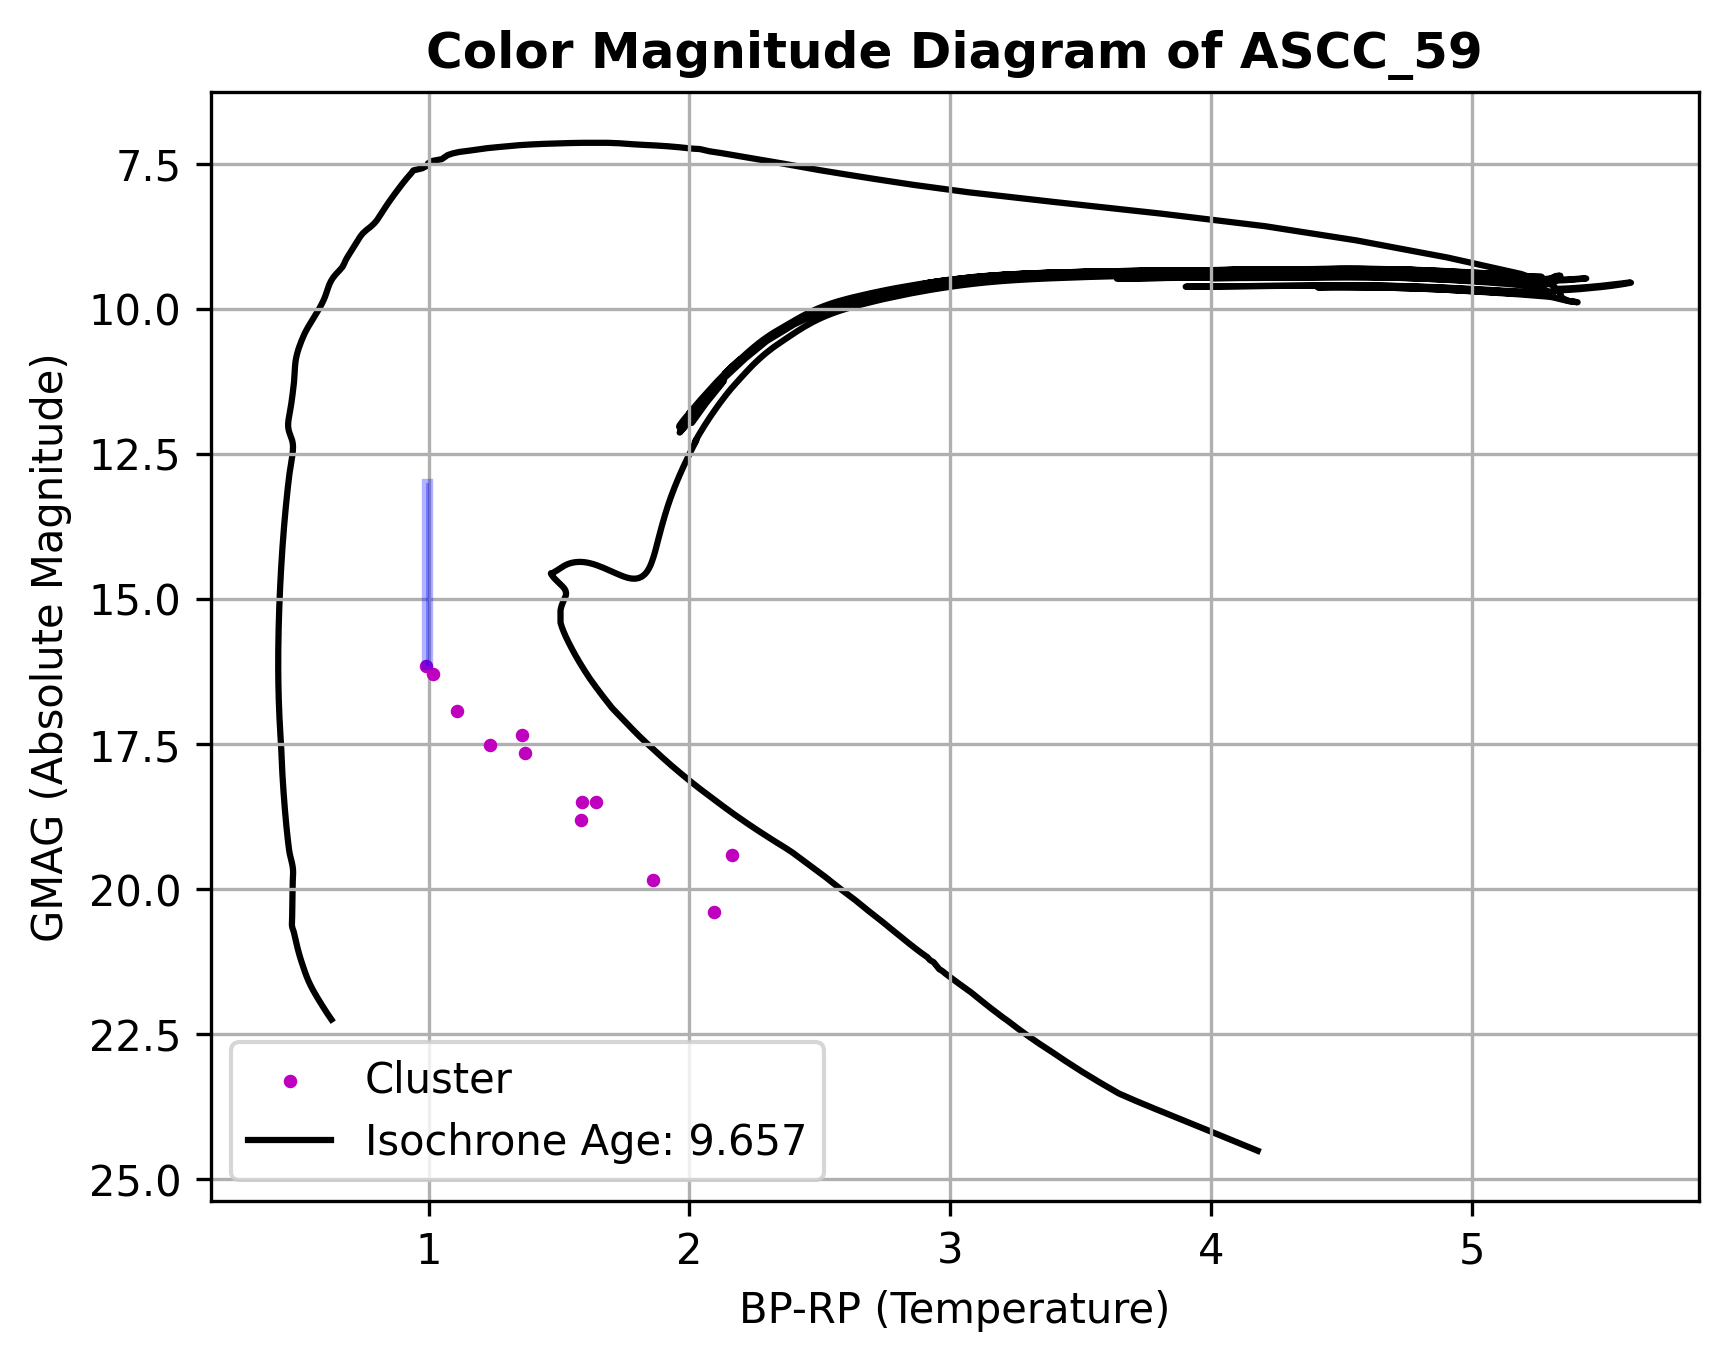 Color Magnitude Diagram of ASCC_59
GMAG (Absolute Magnitude)
7.5
10.0
12.5
15.0
17.5
20.0
22.5
25.0
Cluster
Isochrone Age: 9.657
1 2 3 4 5
BP-RP (Temperature)